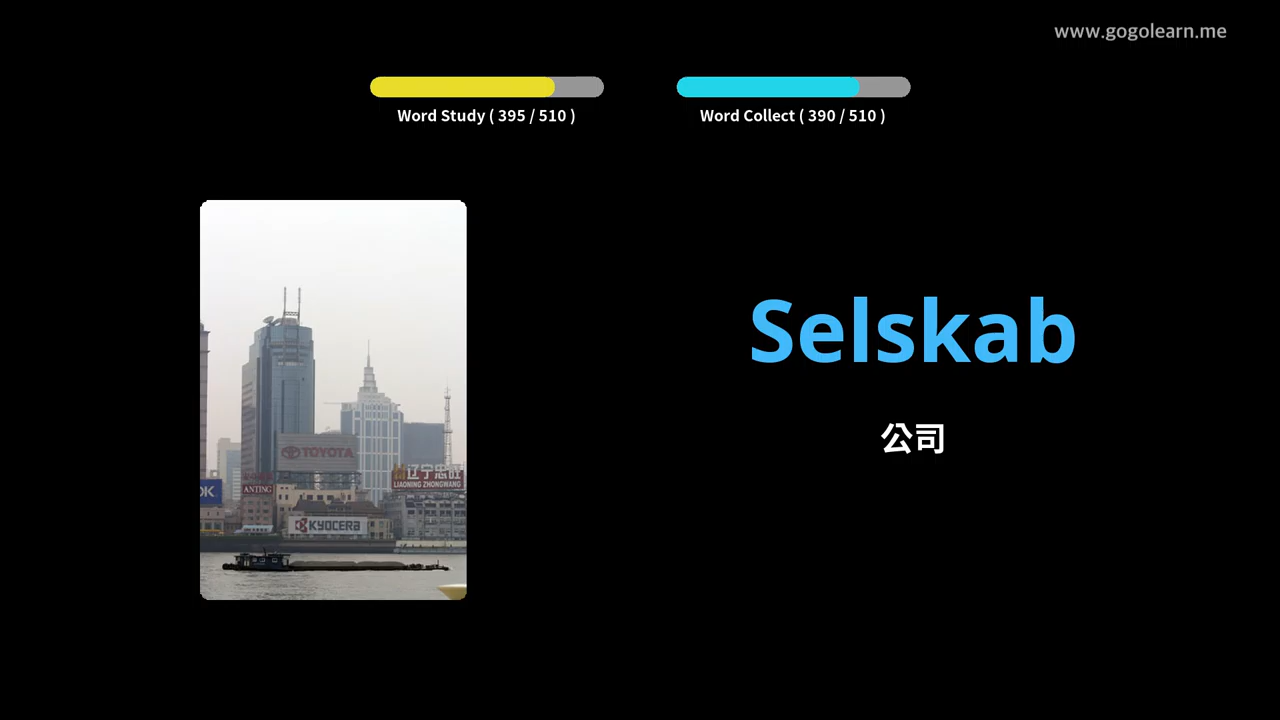 www.gogolearn.me
Word Study ( 395 / 510 )
Word Collect ( 390 / 510 )
Selskab
公司
TOYOTA
辽宁忠旺
LIAONING ZHONGWANG
OK
ANTING
KYOCERA